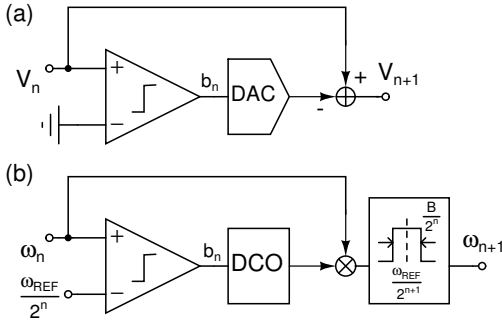 (a)
V_n
+
−
b_n
DAC
+
-
V_{n+1}
(b)
ω_n
ω_REF
2^n
+
−
b_n
DCO
B
2^n
ω_REF
2^{n+1}
ω_{n+1}